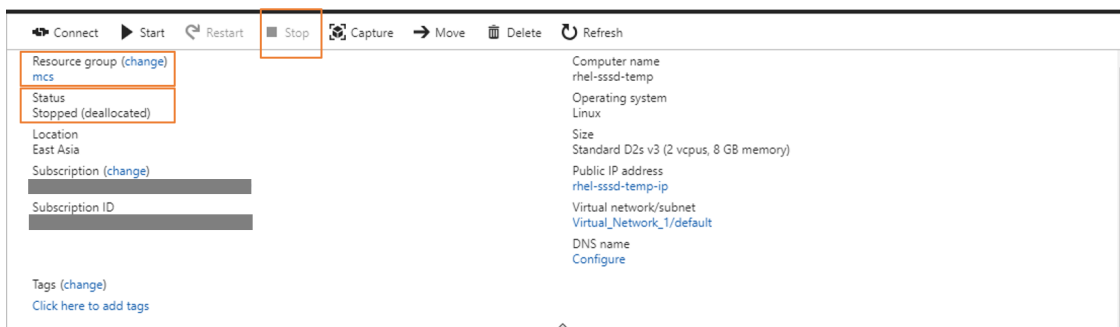 Connect Start Restart Stop Capture Move Delete Refresh
Resource group (change)
mcs
Status
Stopped (deallocated)
Location
East Asia
Subscription (change)
Subscription ID
Tags (change)
Click here to add tags
Computer name
rhel-sssd-temp
Operating system
Linux
Size
Standard D2s v3 (2 vcpus, 8 GB memory)
Public IP address
rhel-sssd-temp-ip
Virtual network/subnet
Virtual_Network_1/default
DNS name
Configure